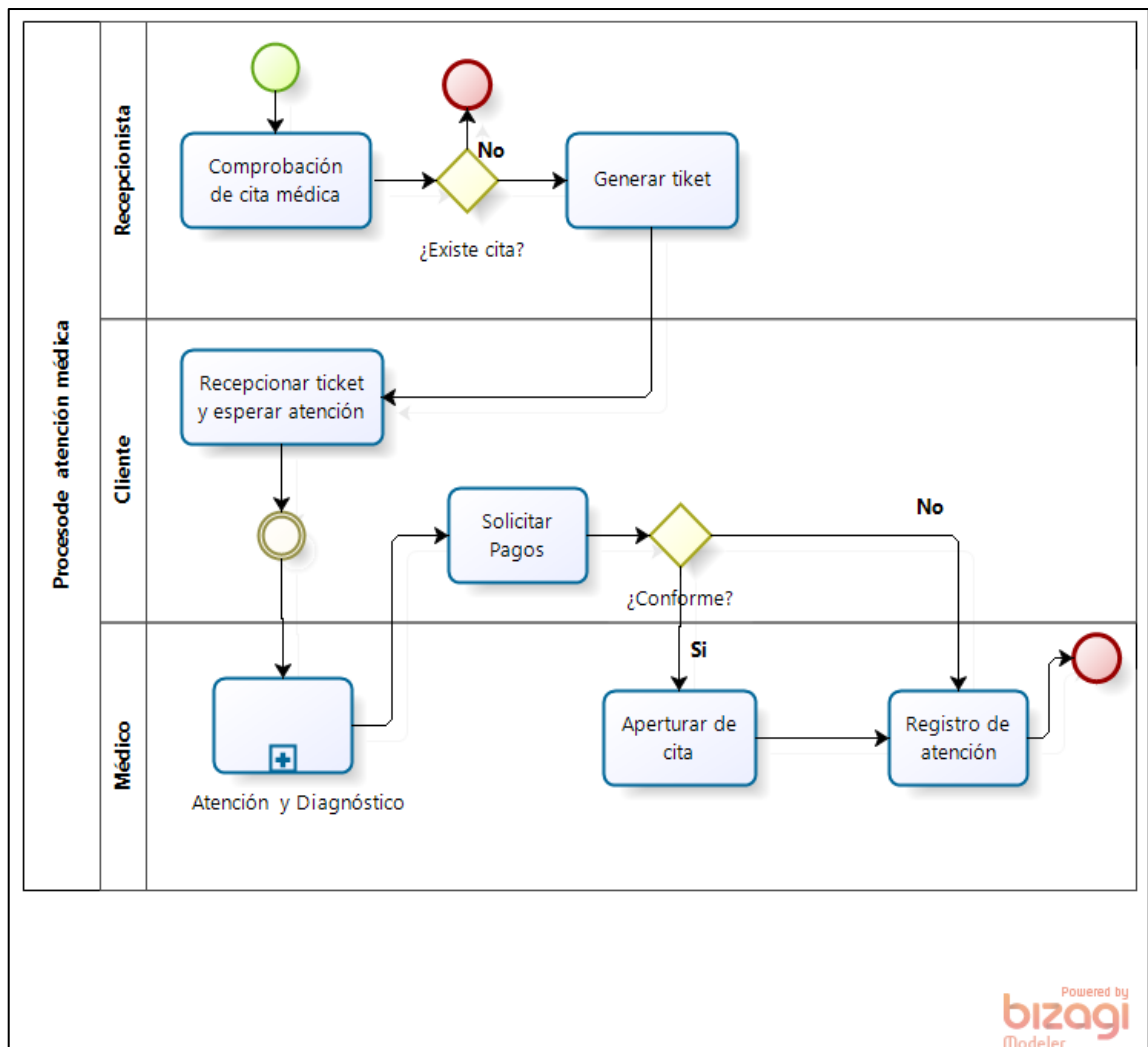 Procesode atención médica
Recepcionista
Comprobación
de cita médica
No
¿Existe cita?
Generar tiket
Cliente
Recepcionar ticket
y esperar atención
Solicitar
Pagos
¿Conforme?
No
Si
Médico
Atención y Diagnóstico
Aperturar de
cita
Registro de
atención
Powered by
bizagi
Modeler